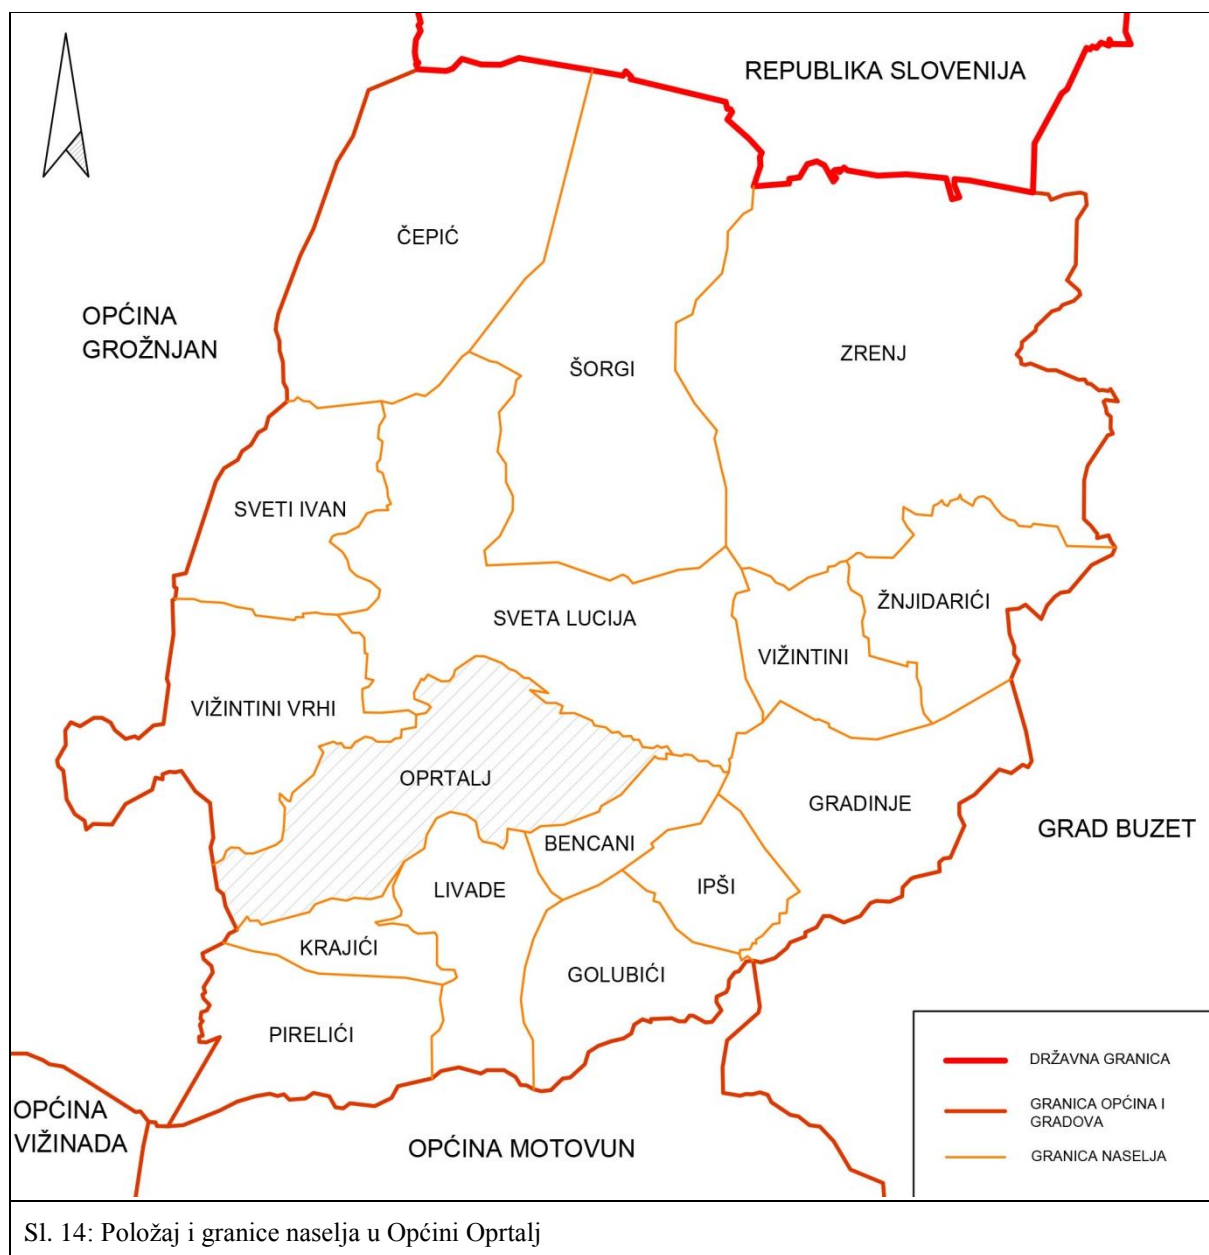 REPUBLIKA SLOVENIJA
ČEPIĆ
OPĆINA
GROŽNJAN
ŠORGI
ZRENJ
SVETI IVAN
SVETA LUCIJA
ŽNJIDARIĆI
VIŽINTINI
VIŽINTINI VRHI
OPRTALJ
GRADINJE
GRAD BUZET
BENCANI
LIVADE
IPŠI
KRAJIĆI
GOLUBIĆI
PIRELIĆI
OPĆINA
VIŽINADA
OPĆINA MOTOVUN
DRŽAVNA GRANICA
GRANICA OPĆINA I
GRADOVA
GRANICA NASELJA
Sl. 14: Položaj i granice naselja u Općini Oprtalj